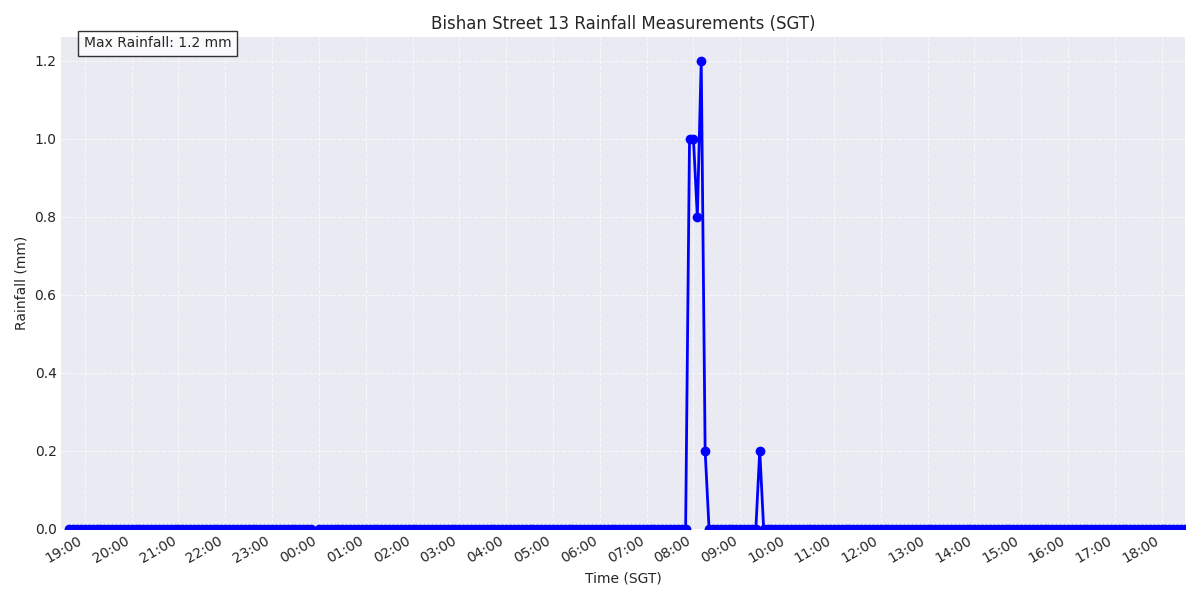 Bishan Street 13 Rainfall Measurements (SGT)
Max Rainfall: 1.2 mm
1.2
1.0
0.8
0.6
0.4
0.2
0.0
Rainfall (mm)
19:00 20:00 21:00 22:00 23:00 00:00 01:00 02:00 03:00 04:00 05:00 06:00 07:00 08:00 09:00 10:00 11:00 12:00 13:00 14:00 15:00 16:00 17:00 18:00
Time (SGT)